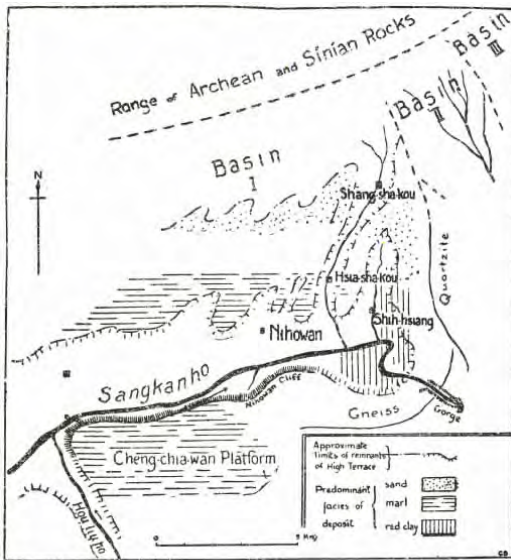 Range of Archean and Sinian Rocks
Basin III
Basin II
Basin I
N
Shang-sha-kou
Quartzite
Hsia-sha-kou
Nihowan
Shih-hsiang
Sangkanho
Nihowan Cliff
Gneiss
Gorge
Cheng-chia-wan Platform
Approximate
limits of remnants
of High Terrace
Predominant
facies of
deposit
sand
marl
red clay
0